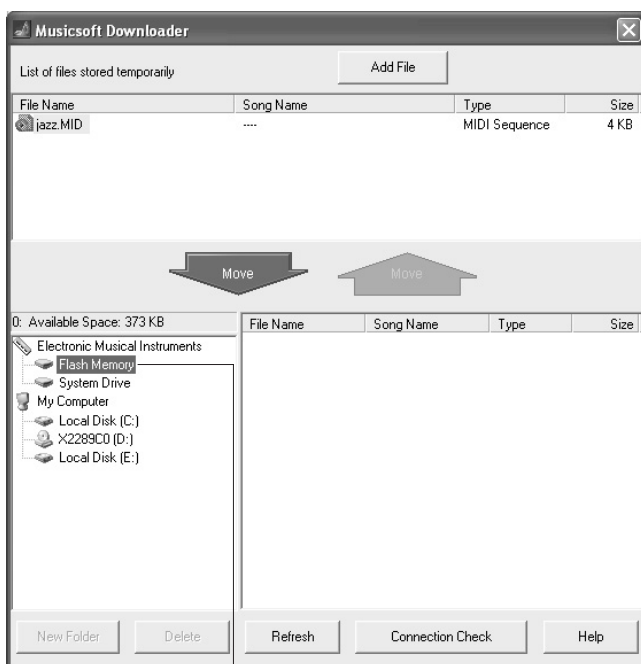 Musicsoft Downloader
List of files stored temporarily
Add File
File Name Song Name Type Size
jazz.MID ---- MIDI Sequence 4 KB
Move Move
0: Available Space: 373 KB
File Name Song Name Type Size
Electronic Musical Instruments
Flash Memory
System Drive
My Computer
Local Disk (C:)
X2289C0 (D:)
Local Disk (E:)
New Folder Delete Refresh Connection Check Help